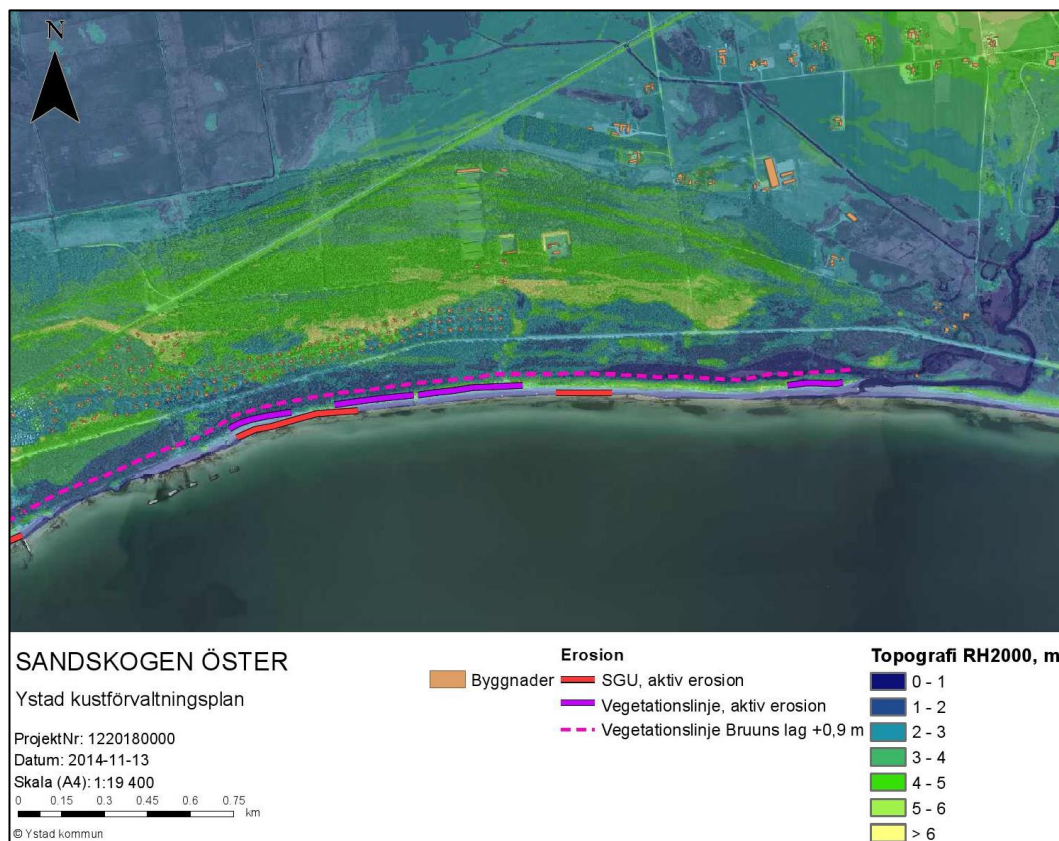 N
SANDSKOGEN ÖSTER
Ystad kustförvaltningsplan
ProjektNr: 1220180000
Datum: 2014-11-13
Skala (A4): 1:19 400
0 0.15 0.3 0.45 0.6 0.75
km
© Ystad kommun
Byggnader
Erosion
SGU, aktiv erosion
Vegetationslinje, aktiv erosion
Vegetationslinje Bruuns lag +0,9 m
Topografi RH2000, m
0 - 1
1 - 2
2 - 3
3 - 4
4 - 5
5 - 6
> 6